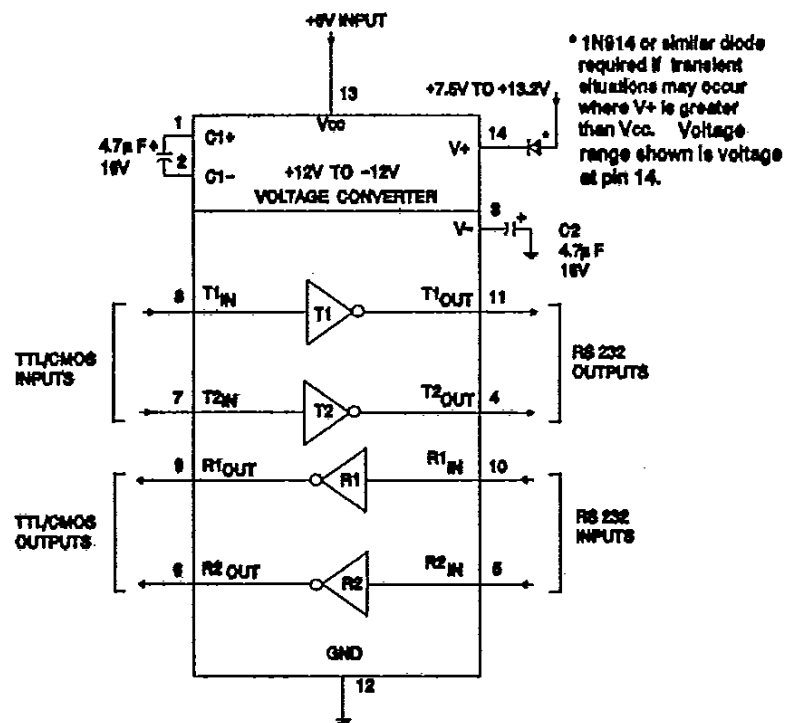 +5V INPUT
* 1N914 or similar diode
required if transient
situations may occur
where V+ is greater
than Vcc. Voltage
range shown is voltage
at pin 14.
+7.5V TO +13.2V
13
Vcc
1
C1+
4.7μF +
16V
2
C1–
14
V+
*
+12V TO –12V
VOLTAGE CONVERTER
3
V–
+
C2
4.7μF
16V
8
T1IN
T1
T1OUT
11
TTL/CMOS
INPUTS
RS 232
OUTPUTS
7
T2IN
T2
T2OUT
4
9
R1OUT
R1
R1IN
10
TTL/CMOS
OUTPUTS
RS 232
INPUTS
6
R2OUT
R2
R2IN
5
GND
12